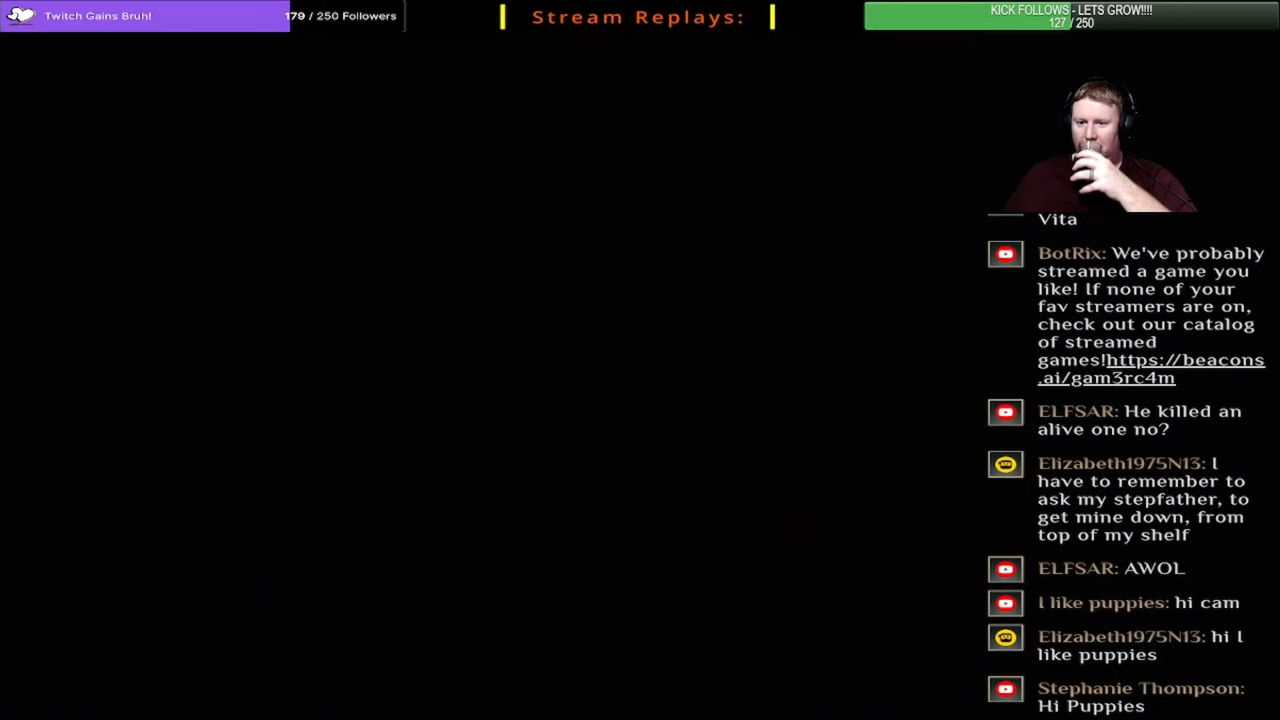 Twitch Gains Bruh!
179 / 250 Followers
Stream Replays:
KICK FOLLOWS - LETS GROW!!!!
127 / 250
Vita
BotRix: We've probably
streamed a game you
like! If none of your
fav streamers are on,
check out our catalog
of streamed
games!https://beacons
.ai/gam3rc4m
ELFSAR: He killed an
alive one no?
Elizabeth1975N13: I
have to remember to
ask my stepfather, to
get mine down, from
top of my shelf
ELFSAR: AWOL
I like puppies: hi cam
Elizabeth1975N13: hi I
like puppies
Stephanie Thompson:
Hi Puppies